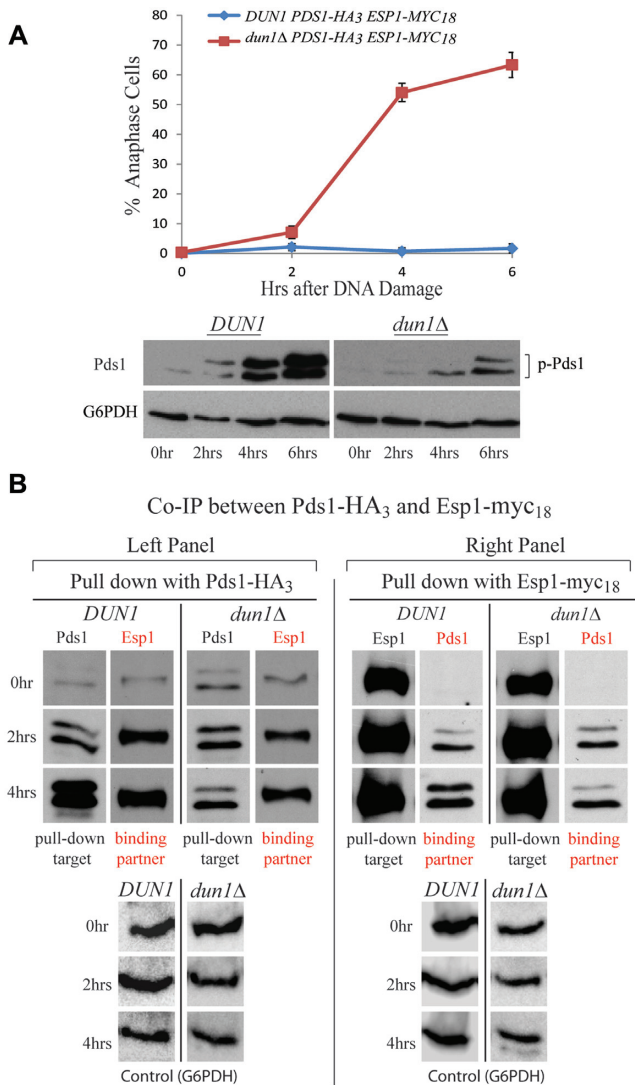 A
DUN1 PDS1-HA3 ESP1-MYC18
dun1Δ PDS1-HA3 ESP1-MYC18
80
70
60
50
40
30
20
10
0
% Anaphase Cells
0 2 4 6
Hrs after DNA Damage
DUN1 dun1Δ
Pds1 p-Pds1
G6PDH
0hr 2hrs 4hrs 6hrs 0hr 2hrs 4hrs 6hrs
B
Co-IP between Pds1-HA3 and Esp1-myc18
Left Panel Right Panel
Pull down with Pds1-HA3 Pull down with Esp1-myc18
DUN1 dun1Δ DUN1 dun1Δ
Pds1 Esp1 Pds1 Esp1 Esp1 Pds1 Esp1 Pds1
0hr
2hrs
4hrs
pull-down binding pull-down binding pull-down binding pull-down binding
target partner target partner target partner target partner
DUN1 dun1Δ DUN1 dun1Δ
0hr 0hr
2hrs 2hrs
4hrs 4hrs
Control (G6PDH) Control (G6PDH)